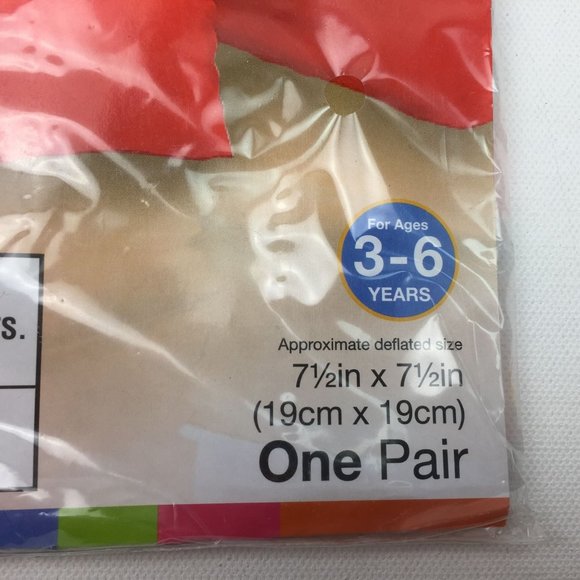 For Ages
3-6
YEARS
Approximate deflated size
7½in x 7½in
(19cm x 19cm)
One Pair